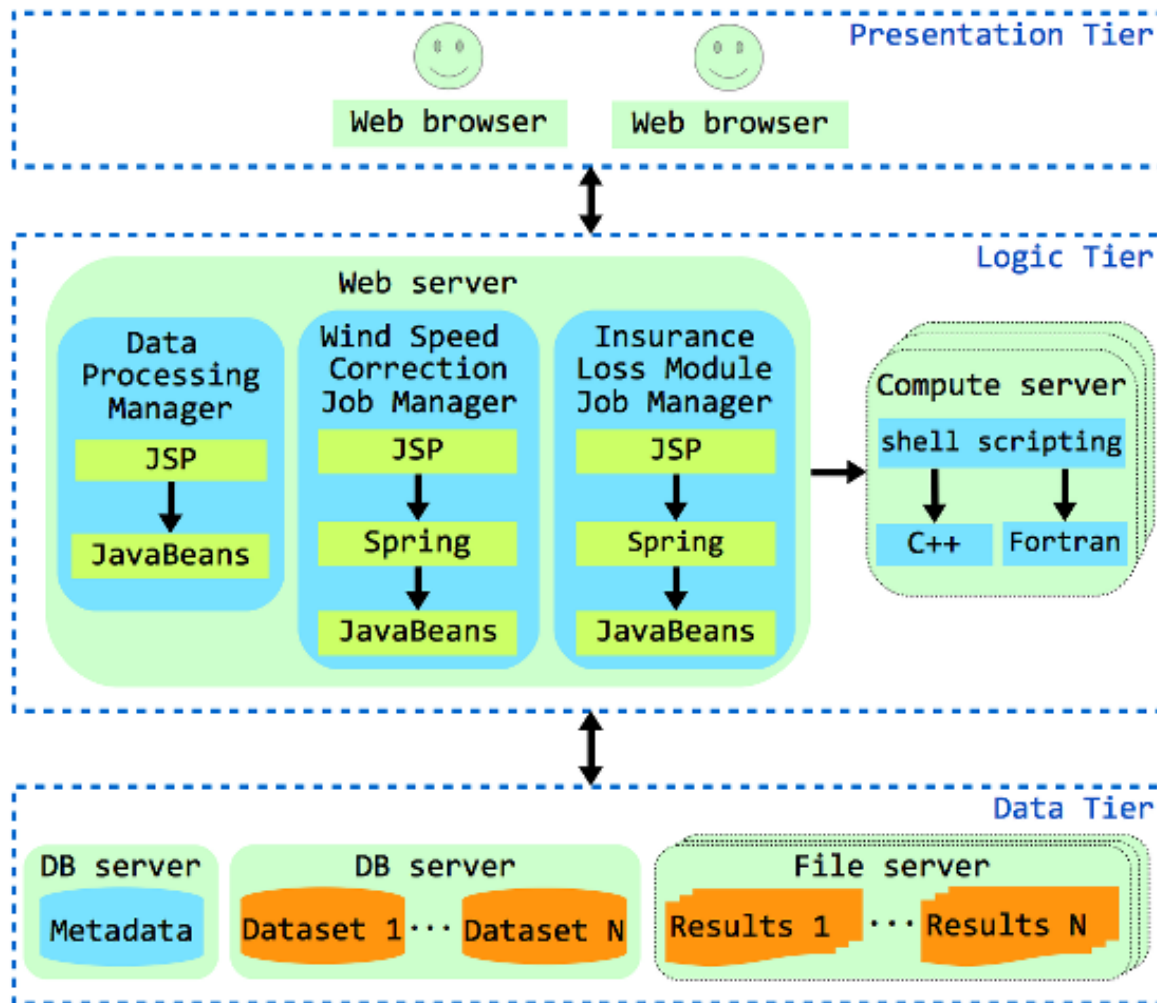 Presentation Tier
Web browser
Web browser
Logic Tier
Web server
Data
Processing
Manager
JSP
JavaBeans
Wind Speed
Correction
Job Manager
JSP
Spring
JavaBeans
Insurance
Loss Module
Job Manager
JSP
Spring
JavaBeans
Compute server
shell scripting
C++
Fortran
Data Tier
DB server
Metadata
DB server
Dataset 1
...
Dataset N
File server
Results 1
...
Results N